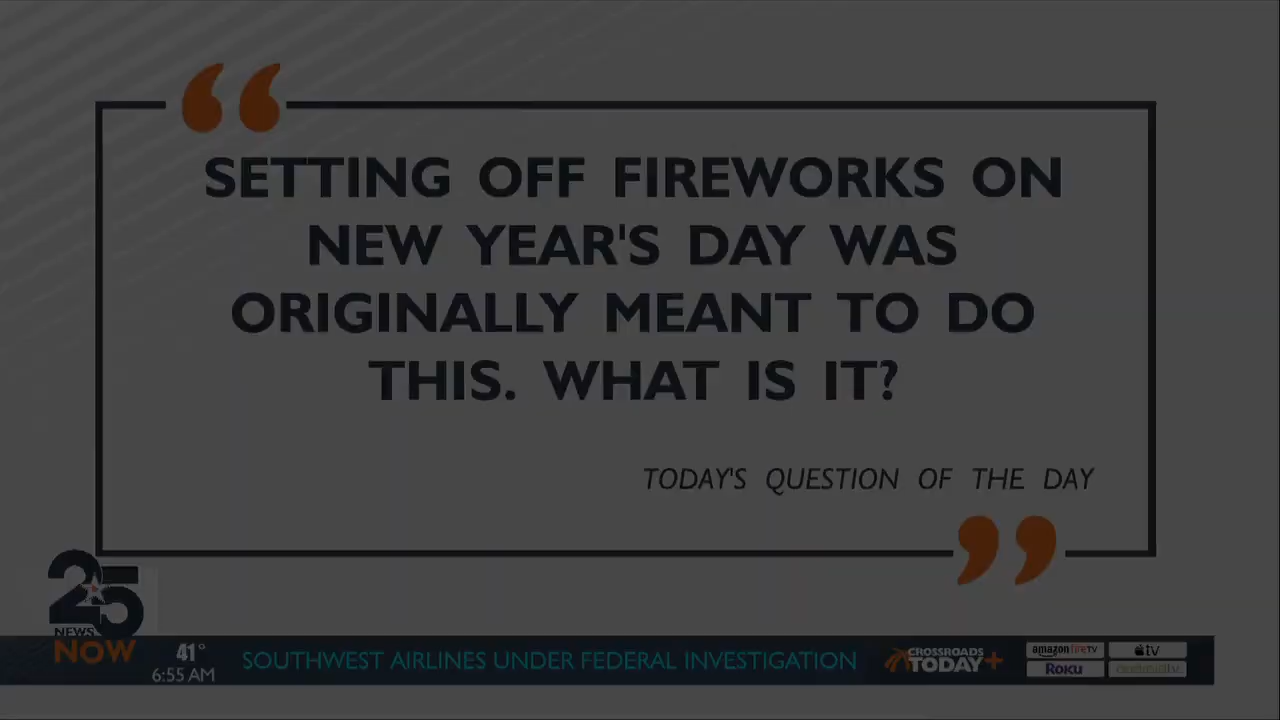 SETTING OFF FIREWORKS ON
NEW YEAR'S DAY WAS
ORIGINALLY MEANT TO DO
THIS. WHAT IS IT?
TODAY'S QUESTION OF THE DAY
25
NEWS
NOW
41°
6:55 AM
SOUTHWEST AIRLINES UNDER FEDERAL INVESTIGATION
CROSSROADS
TODAY+
amazon fireTV
tv
Roku